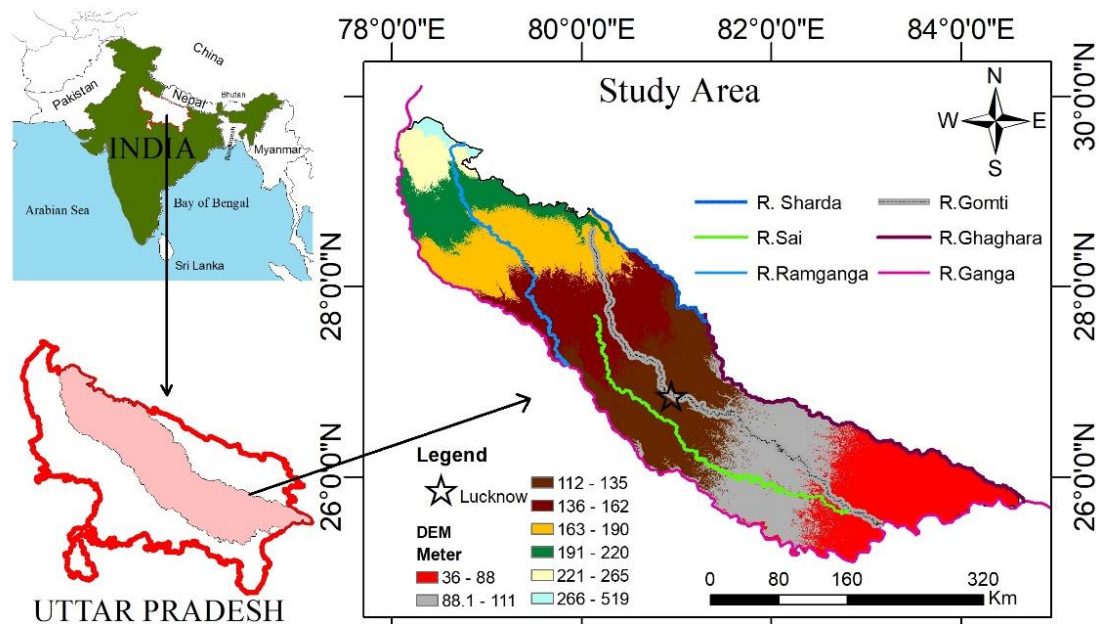 China
Pakistan
Nepal
Bhutan
INDIA
Myanmar
Arabian Sea
Bay of Bengal
Sri Lanka
UTTAR PRADESH
78°0'0"E
80°0'0"E
82°0'0"E
84°0'0"E
Study Area
N
W
E
S
30°0'0"N
28°0'0"N
28°0'0"N
26°0'0"N
26°0'0"N
R. Sharda
R.Gomti
R.Sai
R.Ghaghara
R.Ramganga
R.Ganga
Legend
Lucknow
DEM
Meter
36 - 88
88.1 - 111
112 - 135
136 - 162
163 - 190
191 - 220
221 - 265
266 - 519
0 80 160 320
Km